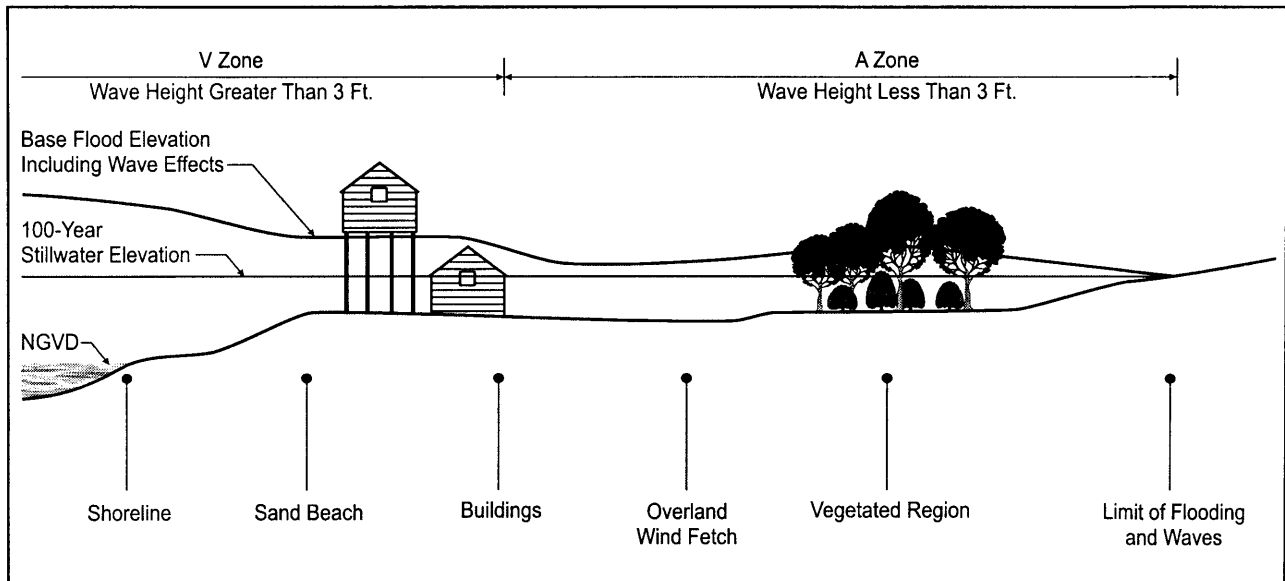 V Zone
Wave Height Greater Than 3 Ft.
A Zone
Wave Height Less Than 3 Ft.
Base Flood Elevation
Including Wave Effects
100-Year
Stillwater Elevation
NGVD
Shoreline
Sand Beach
Buildings
Overland
Wind Fetch
Vegetated Region
Limit of Flooding
and Waves